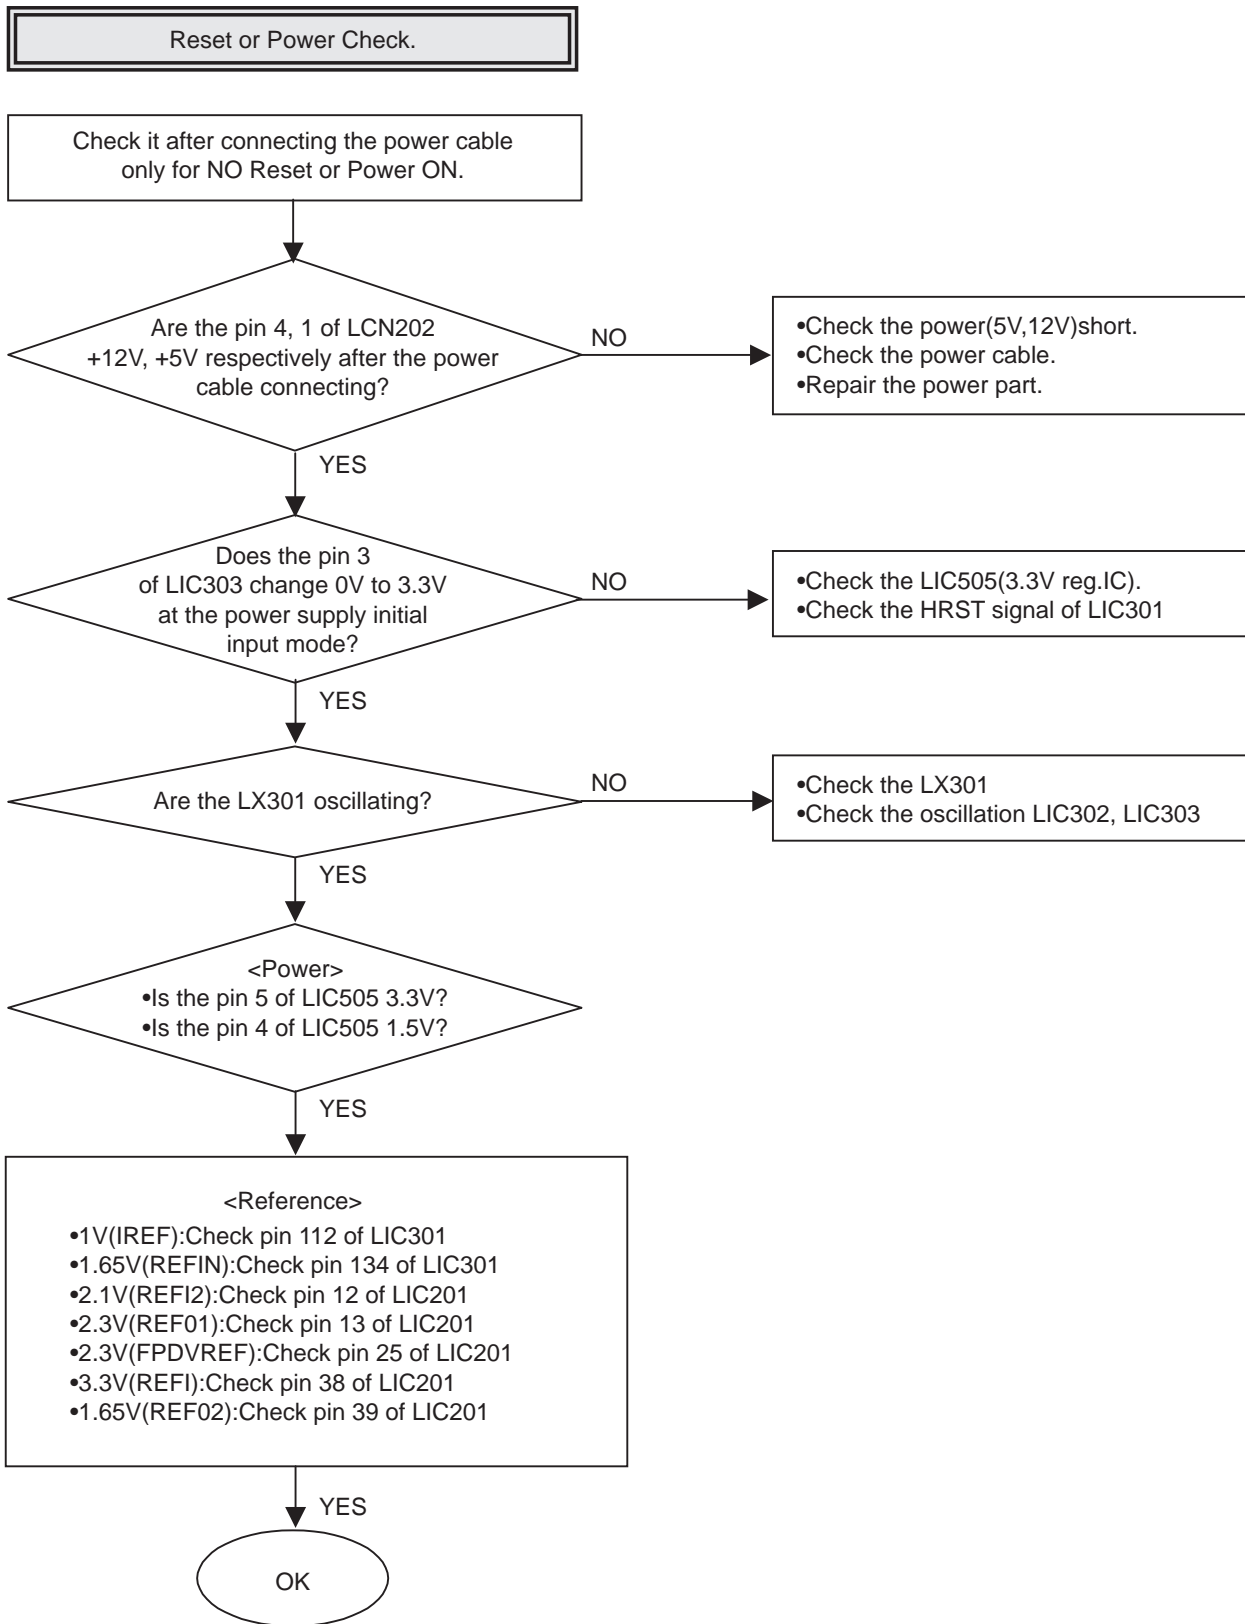 Reset or Power Check.
Check it after connecting the power cable
only for NO Reset or Power ON.
Are the pin 4, 1 of LCN202
+12V, +5V respectively after the power
cable connecting?
NO
•Check the power(5V,12V)short.
•Check the power cable.
•Repair the power part.
YES
Does the pin 3
of LIC303 change 0V to 3.3V
at the power supply initial
input mode?
NO
•Check the LIC505(3.3V reg.IC).
•Check the HRST signal of LIC301
YES
Are the LX301 oscillating?
NO
•Check the LX301
•Check the oscillation LIC302, LIC303
YES
<Power>
•Is the pin 5 of LIC505 3.3V?
•Is the pin 4 of LIC505 1.5V?
YES
<Reference>
•1V(IREF):Check pin 112 of LIC301
•1.65V(REFIN):Check pin 134 of LIC301
•2.1V(REFI2):Check pin 12 of LIC201
•2.3V(REF01):Check pin 13 of LIC201
•2.3V(FPDVREF):Check pin 25 of LIC201
•3.3V(REFI):Check pin 38 of LIC201
•1.65V(REF02):Check pin 39 of LIC201
YES
OK